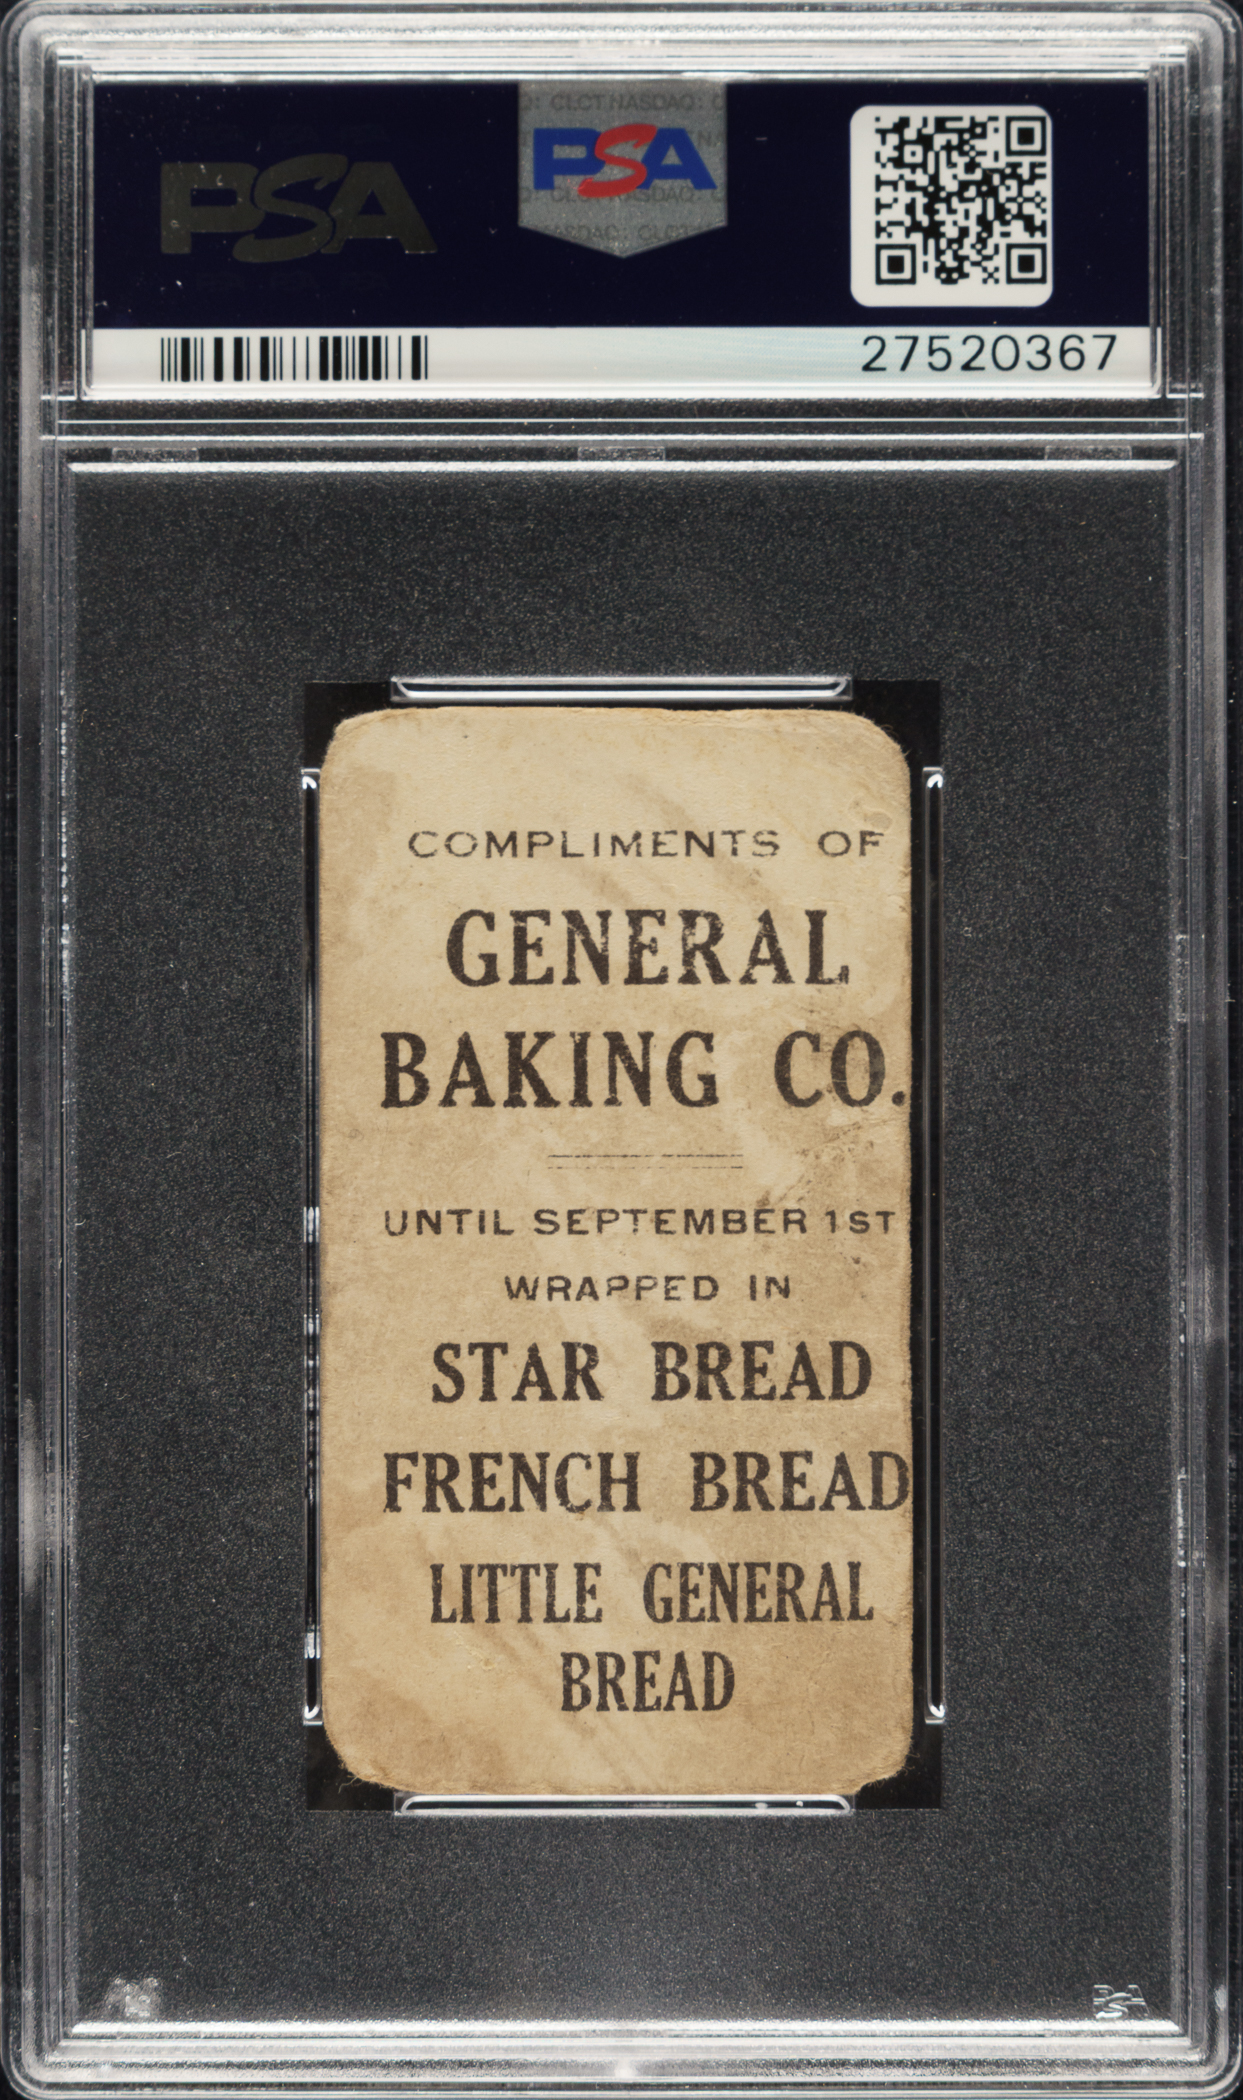 PSA
PSA
27520367
COMPLIMENTS OF
GENERAL
BAKING CO.
UNTIL SEPTEMBER 1ST
WRAPPED IN
STAR BREAD
FRENCH BREAD
LITTLE GENERAL
BREAD
PSA